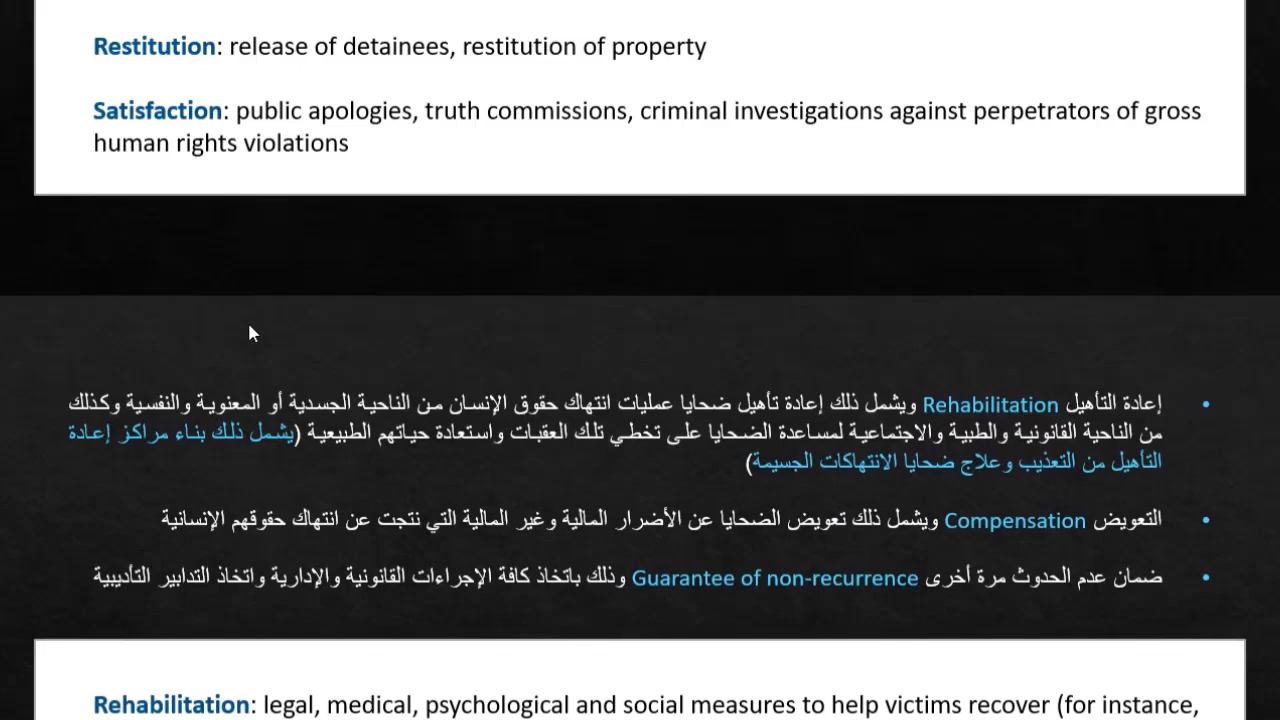 Restitution: release of detainees, restitution of property
Satisfaction: public apologies, truth commissions, criminal investigations against perpetrators of gross
human rights violations
• إعادة التأهيل Rehabilitation ويشمل ذلك إعادة تأهيل ضحايا عمليات انتهاك حقوق الإنسان من الناحية الجسدية أو المعنوية والنفسية وكذلك
من الناحية القانونية والطبية والاجتماعية لمساعدة الضحايا على تخطي تلك العقبات واستعادة حياتهم الطبيعية (يشمل ذلك بناء مراكز إعادة
التأهيل من التعذيب وعلاج ضحايا الانتهاكات الجسيمة)
• التعويض Compensation ويشمل ذلك تعويض الضحايا عن الأضرار المالية وغير المالية التي نتجت عن انتهاك حقوقهم الإنسانية
• ضمان عدم الحدوث مرة أخرى Guarantee of non-recurrence وذلك باتخاذ كافة الإجراءات القانونية والإدارية واتخاذ التدابير التأديبية
Rehabilitation: legal, medical, psychological and social measures to help victims recover (for instance,